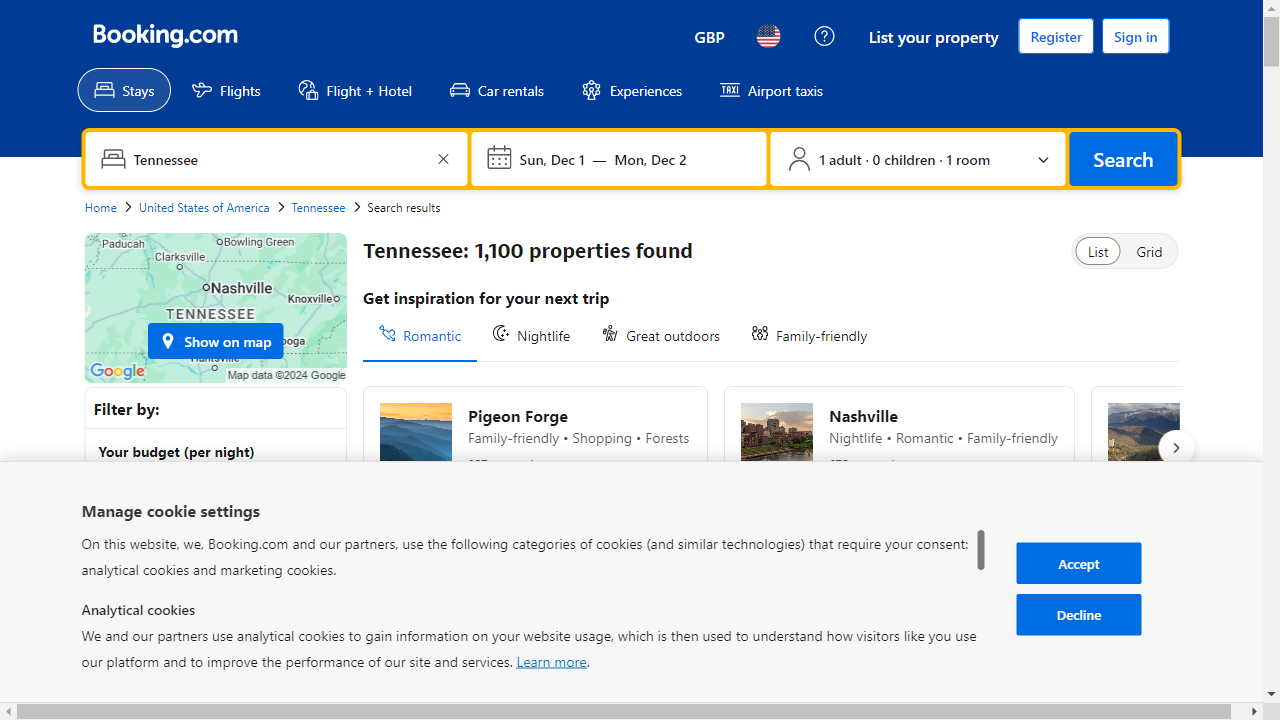 Booking.com
GBP
List your property
Register
Sign in
Stays
Flights
Flight + Hotel
Car rentals
Experiences
Airport taxis
Tennessee
Sun, Dec 1 — Mon, Dec 2
1 adult · 0 children · 1 room
Search
Home > United States of America > Tennessee > Search results
Paducah
Bowling Green
Clarksville
Nashville
Knoxville
TENNESSEE
Show on map
Google
Map data ©2024 Google
Tennessee: 1,100 properties found
List
Grid
Get inspiration for your next trip
Romantic
Nightlife
Great outdoors
Family-friendly
Filter by:
Your budget (per night)
Pigeon Forge
Family-friendly • Shopping • Forests
Nashville
Nightlife • Romantic • Family-friendly
Manage cookie settings
On this website, we, Booking.com and our partners, use the following categories of cookies (and similar technologies) that require your consent:
analytical cookies and marketing cookies.
Analytical cookies
We and our partners use analytical cookies to gain information on your website usage, which is then used to understand how visitors like you use
our platform and to improve the performance of our site and services. Learn more.
Accept
Decline